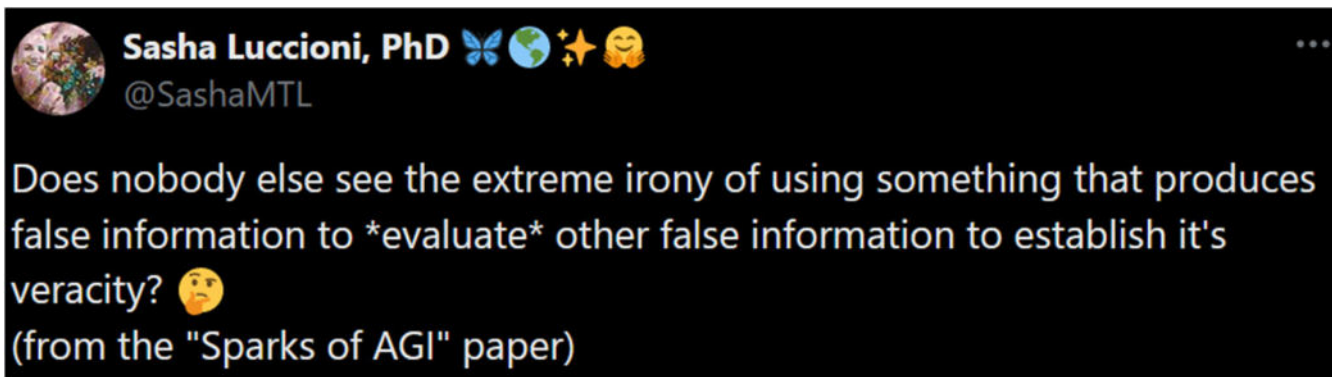 Sasha Luccioni, PhD 🦋🌎✨🤗
@SashaMTL
Does nobody else see the extreme irony of using something that produces
false information to *evaluate* other false information to establish it's
veracity? 🤔
(from the "Sparks of AGI" paper)